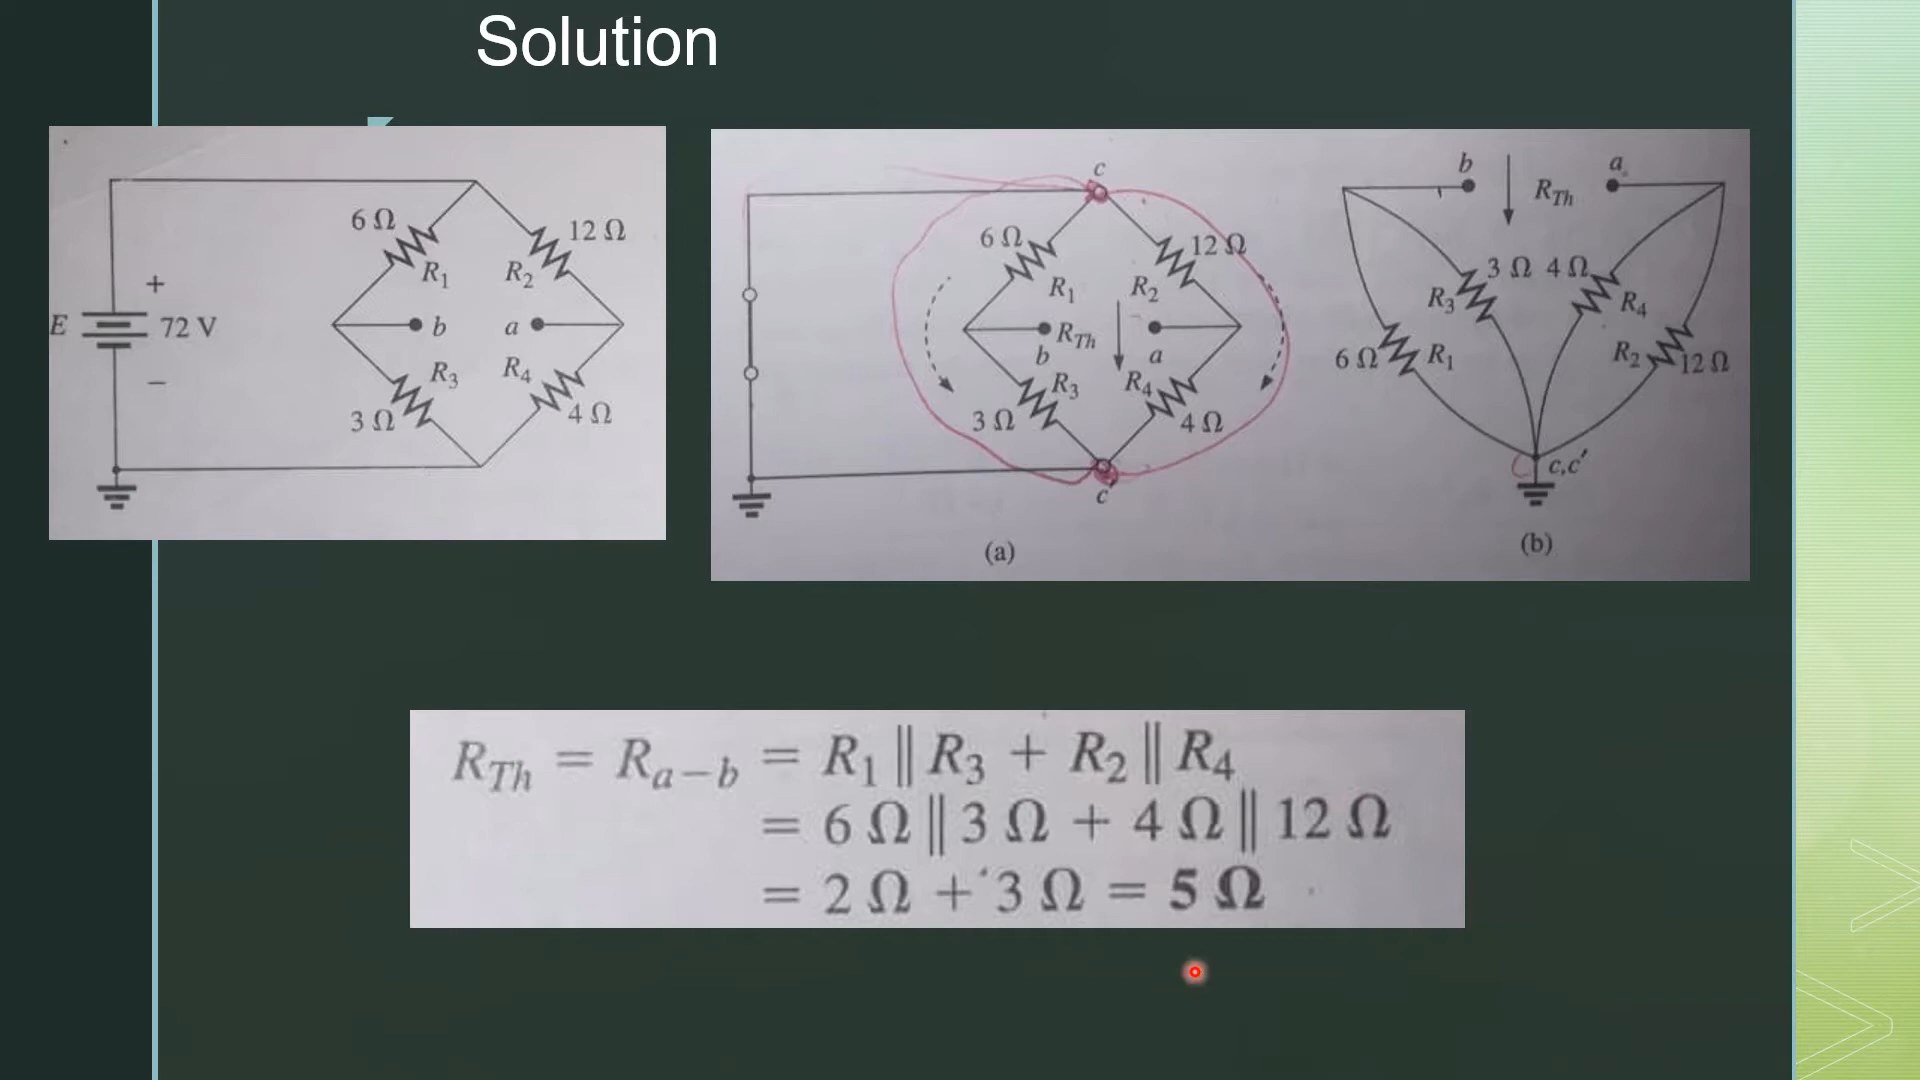 Solution
6 Ω
12 Ω
R1
R2
+
E
72 V
b
a
−
R3
R4
3 Ω
4 Ω
c
6 Ω
12 Ω
R1
R2
RTh
b
a
R3
R4
3 Ω
4 Ω
c'
(a)
b
a
RTh
3 Ω
4 Ω
R3
R4
6 Ω
R1
R2
12 Ω
c,c'
(b)
RTh = Ra−b = R1 || R3 + R2 || R4
= 6 Ω || 3 Ω + 4 Ω || 12 Ω
= 2 Ω + 3 Ω = 5 Ω